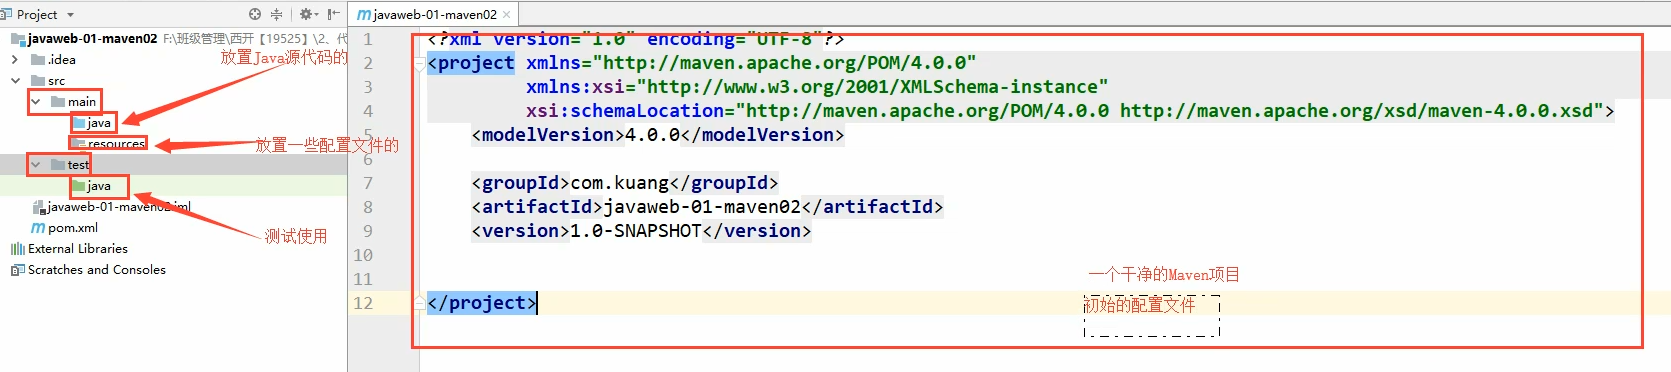 Project
javaweb-01-maven02 F:\班级管理\西开【19525】\2、代
.idea
src
main
java
resources
test
java
javaweb-01-maven02.iml
pom.xml
External Libraries
Scratches and Consoles
放置Java源代码的
放置一些配置文件的
测试使用
javaweb-01-maven02
1 <?xml version="1.0" encoding="UTF-8"?>
2 <project xmlns="http://maven.apache.org/POM/4.0.0"
3 xmlns:xsi="http://www.w3.org/2001/XMLSchema-instance"
4 xsi:schemaLocation="http://maven.apache.org/POM/4.0.0 http://maven.apache.org/xsd/maven-4.0.0.xsd">
5 <modelVersion>4.0.0</modelVersion>
6
7 <groupId>com.kuang</groupId>
8 <artifactId>javaweb-01-maven02</artifactId>
9 <version>1.0-SNAPSHOT</version>
10
11
12 </project>
一个干净的Maven项目
初始的配置文件